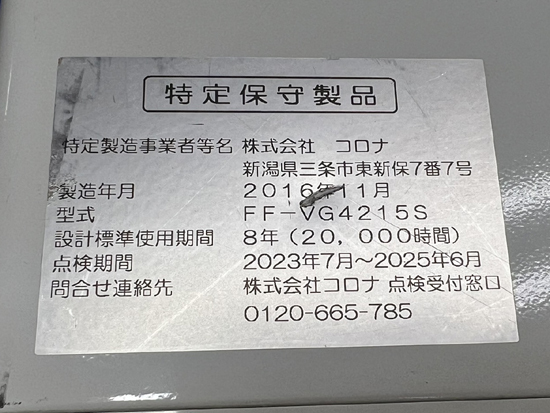 特定保守製品
特定製造事業者等名 株式会社 コロナ
新潟県三条市東新保7番7号
製造年月 2016年11月
型式 FF-VG4215S
設計標準使用期間 8年(20,000時間)
点検期間 2023年7月~2025年6月
問合せ連絡先 株式会社コロナ 点検受付窓口
0120-665-785